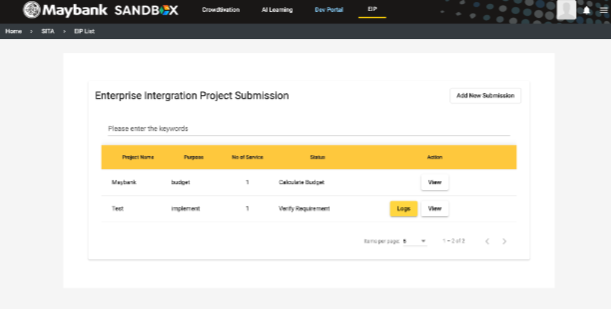 Maybank SANDBOX
Crowdtivation AI Learning Dev Portal EIP
Home > SITA > EIP List
Enterprise Intergration Project Submission
Add New Submission
Please enter the keywords
Project Name Purpose No of Service Status Action
Maybank budget 1 Calculate Budget View
Test implement 1 Verify Requirement Logs View
Items per page: 5 1 – 2 of 2